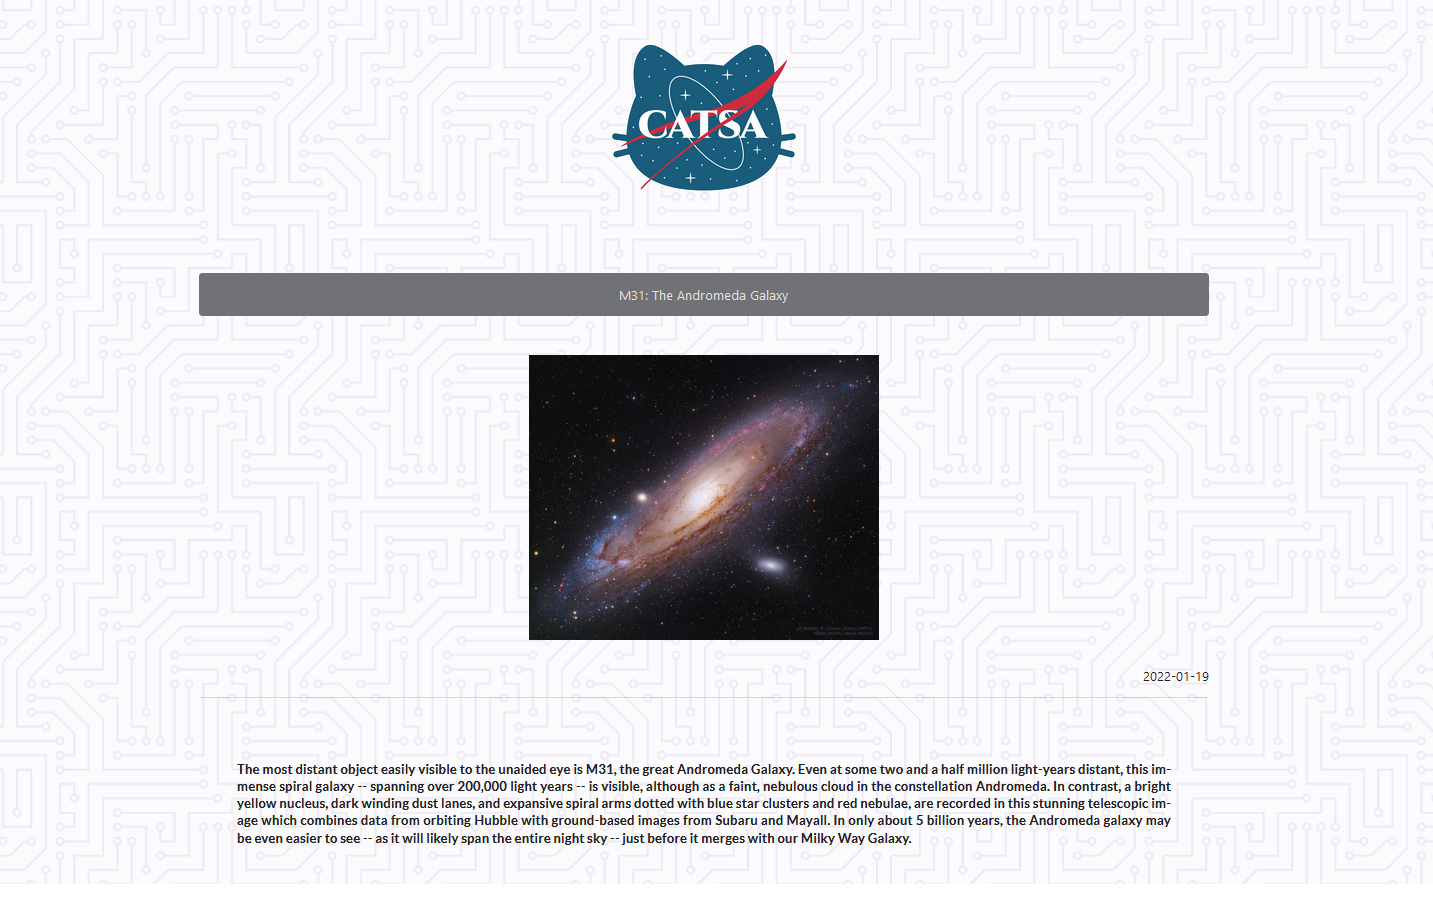 CATSA
M31: The Andromeda Galaxy
2022-01-19
The most distant object easily visible to the unaided eye is M31, the great Andromeda Galaxy. Even at some two and a half million light-years distant, this im-
mense spiral galaxy -- spanning over 200,000 light years -- is visible, although as a faint, nebulous cloud in the constellation Andromeda. In contrast, a bright
yellow nucleus, dark winding dust lanes, and expansive spiral arms dotted with blue star clusters and red nebulae, are recorded in this stunning telescopic im-
age which combines data from orbiting Hubble with ground-based images from Subaru and Mayall. In only about 5 billion years, the Andromeda galaxy may
be even easier to see -- as it will likely span the entire night sky -- just before it merges with our Milky Way Galaxy.